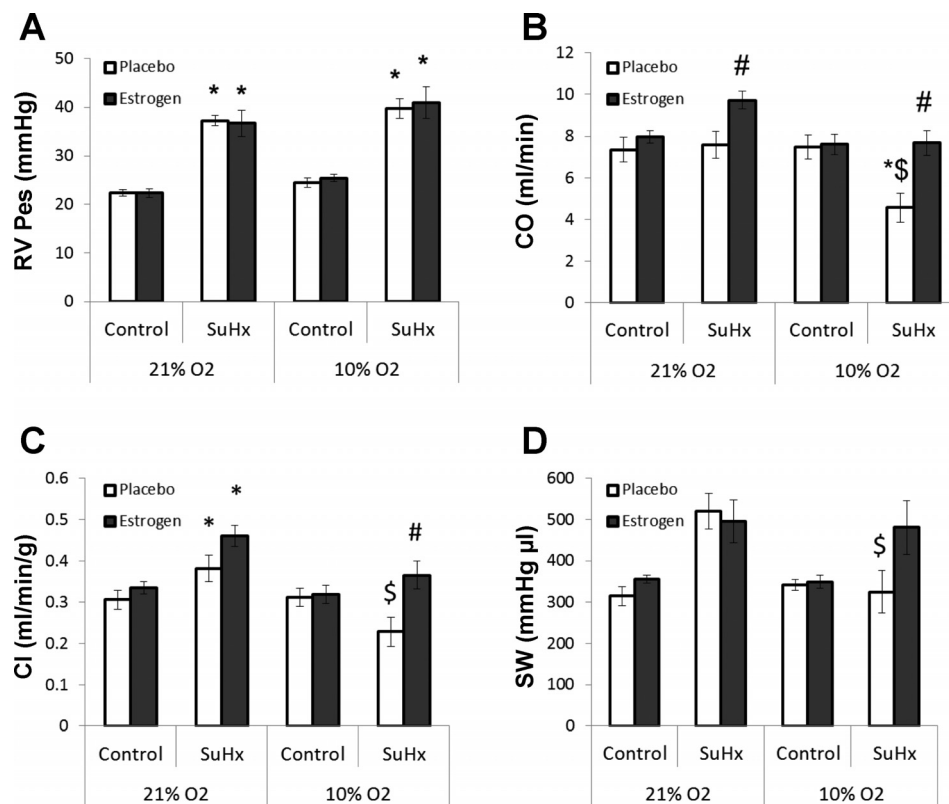 A
RV Pes (mmHg)
50
40
30
20
10
0
Placebo
Estrogen
* *
* *
Control SuHx Control SuHx
21% O2 10% O2
B
CO (ml/min)
12
10
8
6
4
2
0
Placebo
Estrogen
#
#
*$
Control SuHx Control SuHx
21% O2 10% O2
C
CI (ml/min/g)
0.6
0.5
0.4
0.3
0.2
0.1
0
Placebo
Estrogen
*
*
#
$
Control SuHx Control SuHx
21% O2 10% O2
D
SW (mmHg µl)
600
500
400
300
200
100
0
Placebo
Estrogen
$
Control SuHx Control SuHx
21% O2 10% O2